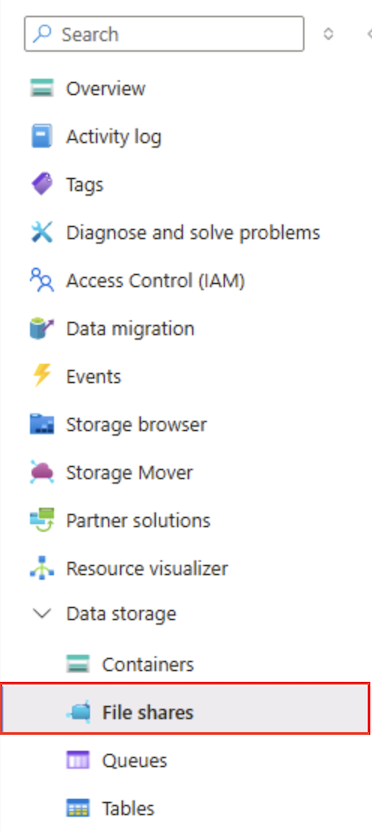 Search
Overview
Activity log
Tags
Diagnose and solve problems
Access Control (IAM)
Data migration
Events
Storage browser
Storage Mover
Partner solutions
Resource visualizer
Data storage
Containers
File shares
Queues
Tables